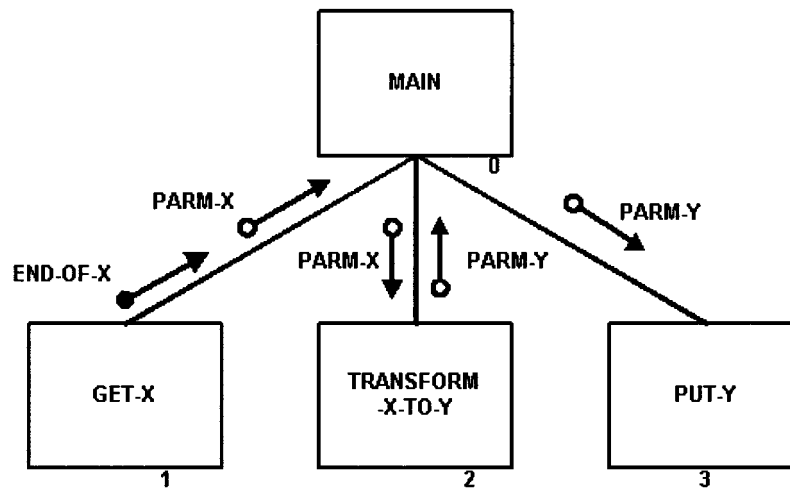 MAIN
0
PARM-X
PARM-Y
END-OF-X
PARM-X
PARM-Y
GET-X
TRANSFORM
-X-TO-Y
PUT-Y
1
2
3